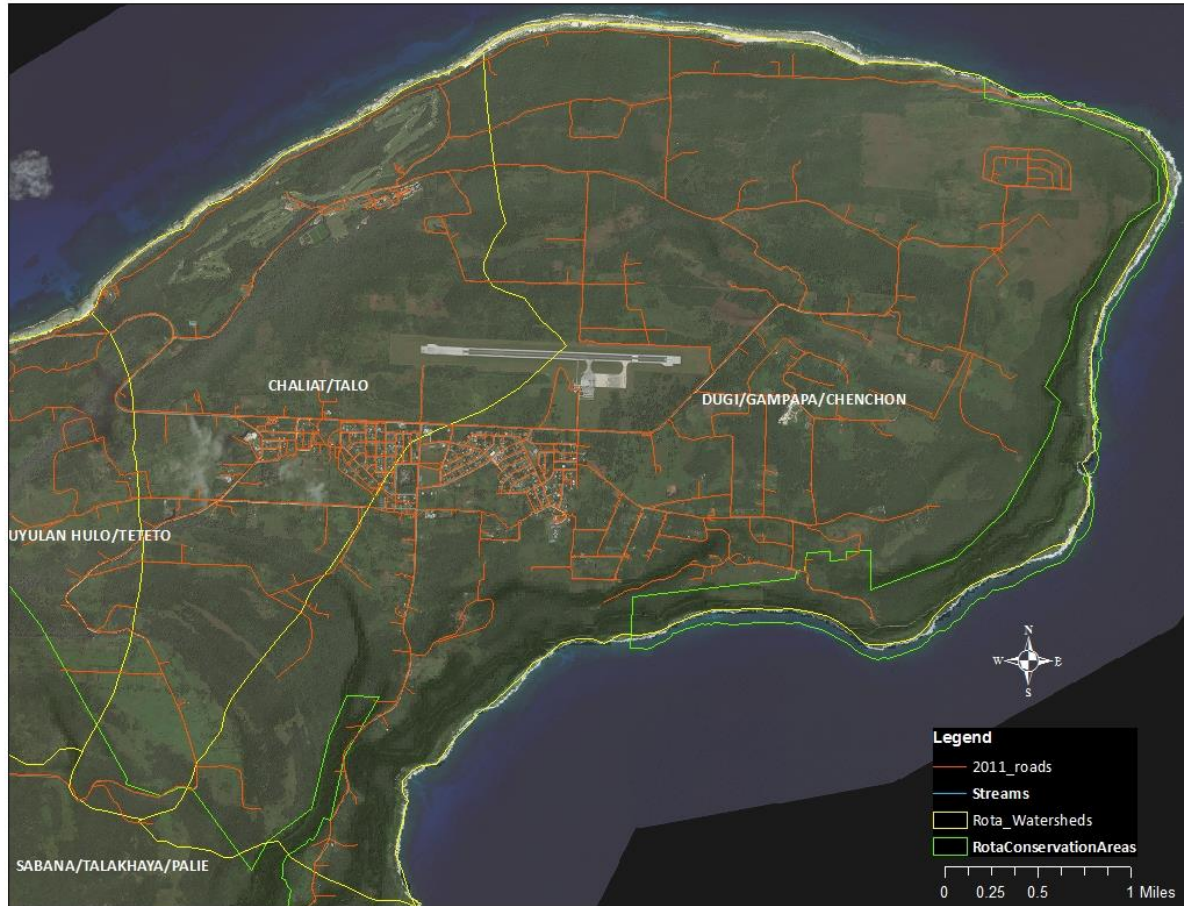 CHALIAT/TALO
DUGI/GAMPAPA/CHENCHON
UYULAN HULO/TETETO
N
W E
S
Legend
2011_roads
Streams
Rota_Watersheds
RotaConservationAreas
SABANA/TALAKHAYA/PALIE
0 0.25 0.5 1 Miles